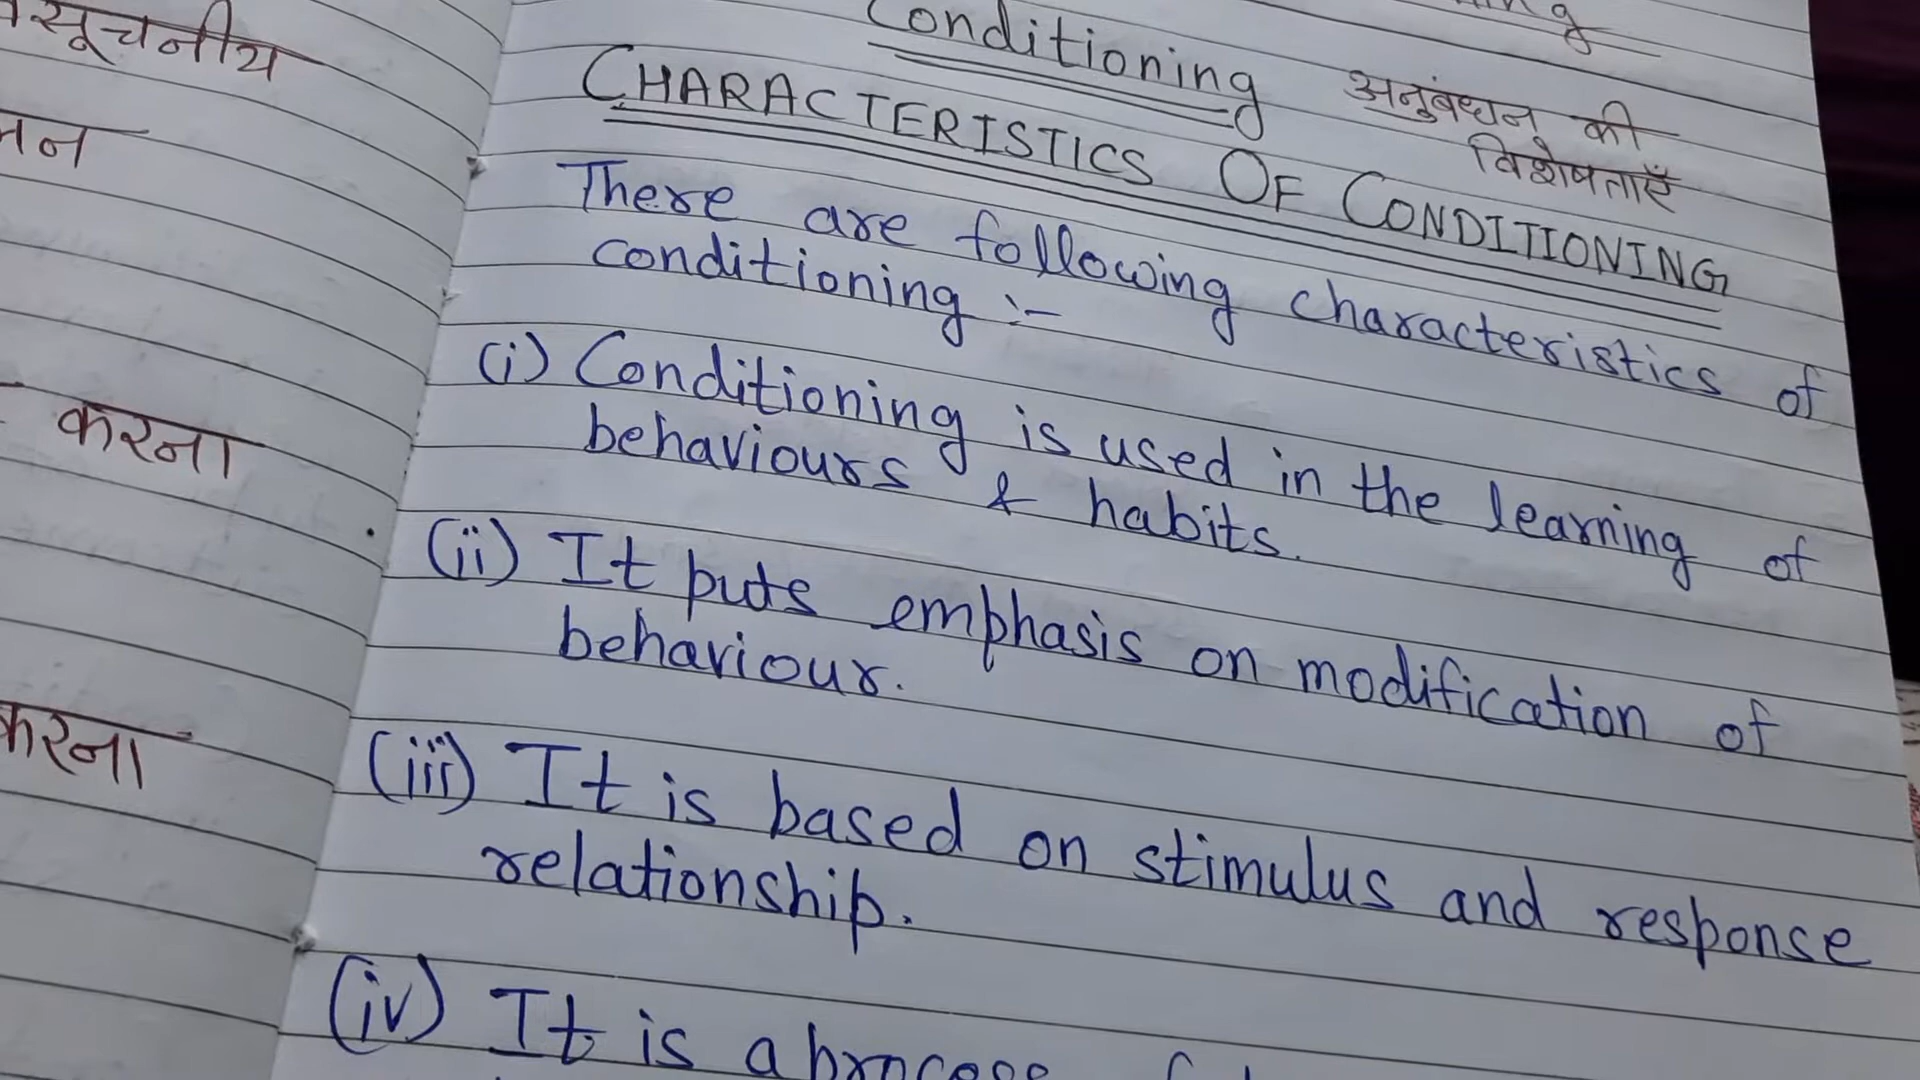 करना
Conditioning
अनुबंधन की
विशेषताएँ
CHARACTERISTICS OF CONDITIONING
There are following characteristics of
conditioning :-
(i) Conditioning is used in the learning of
behaviours & habits.
(ii) It puts emphasis on modification of
behaviour.
(iii) It is based on stimulus and response
relationship.
(iv) It is a process